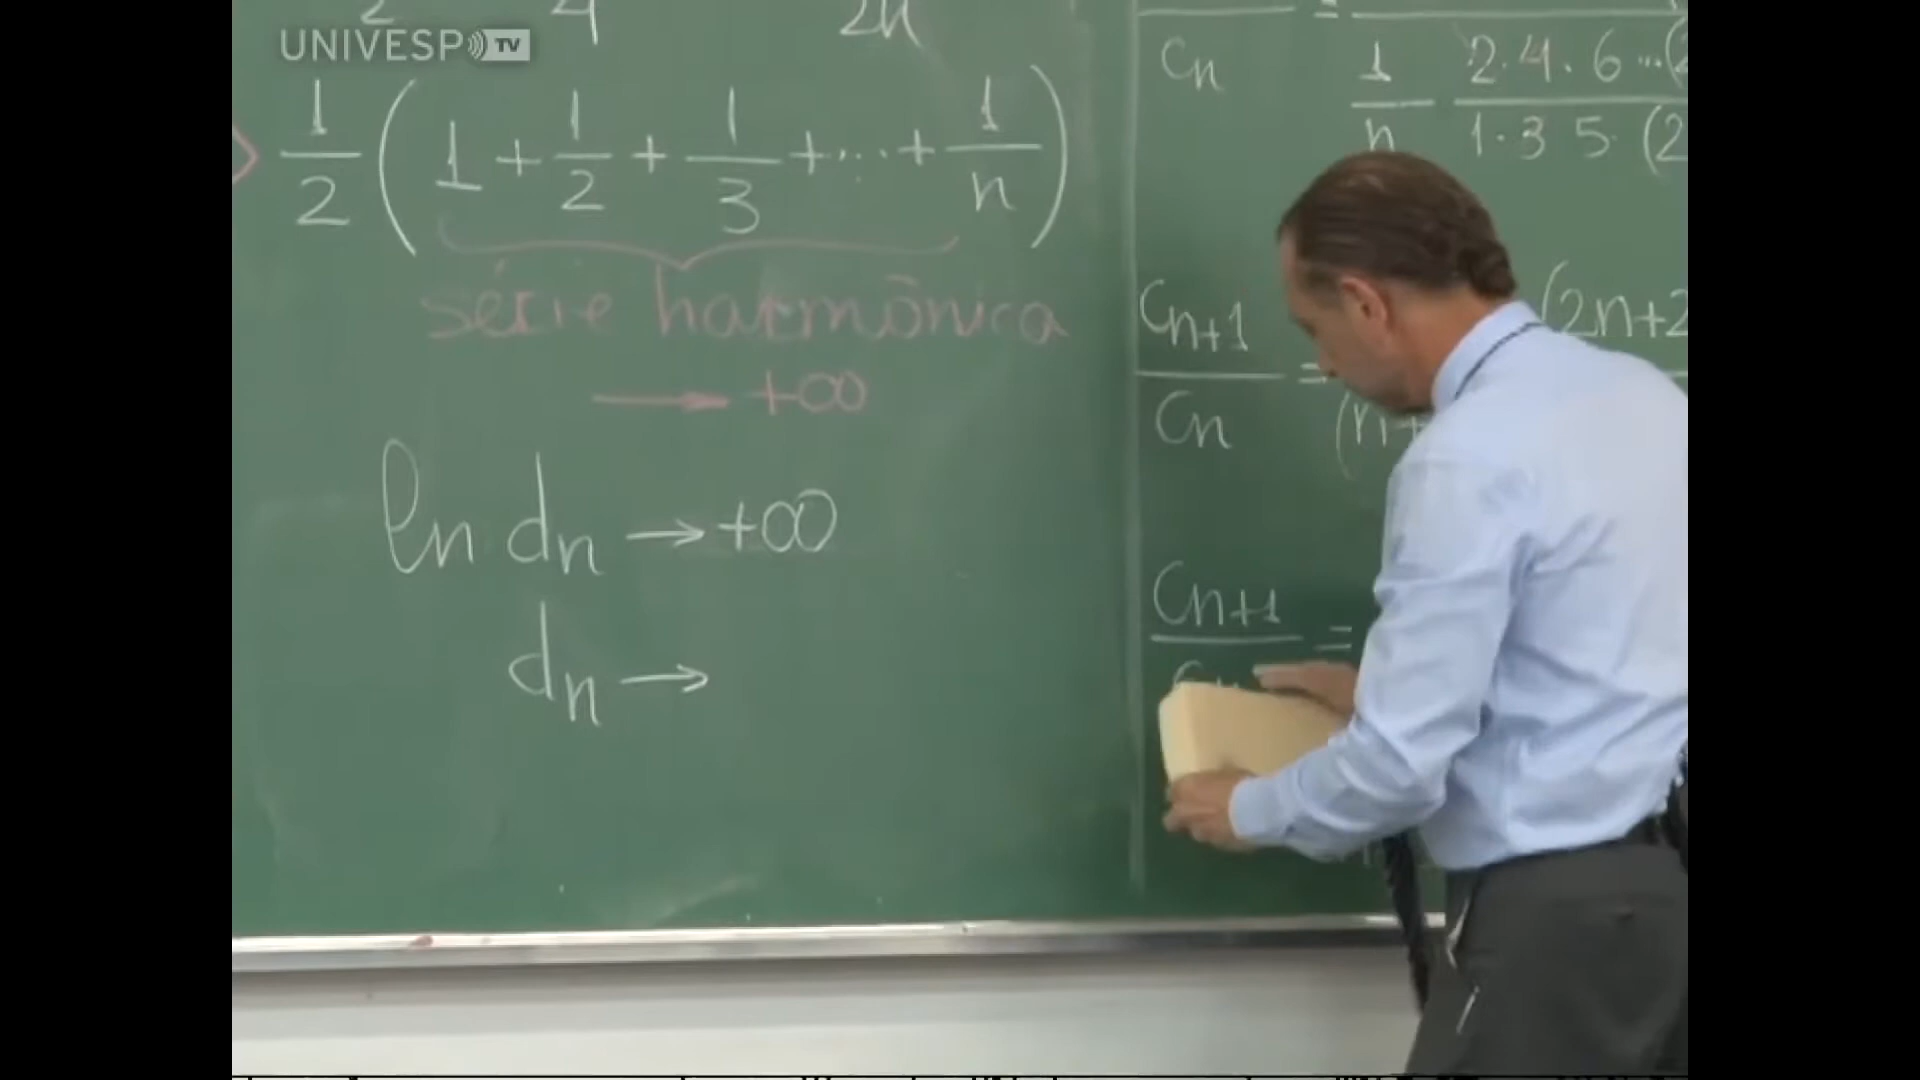 UNIVESP TV
2 4 2n
1/2 ( 1 + 1/2 + 1/3 + ... + 1/n )
série harmônica
→ +∞
ln dn → +∞
dn →
Cn = 1/n 2·4·6 ... (2 / 1·3 5· (2
Cn+1 / Cn = (2n+2 / (n+
Cn+1 =